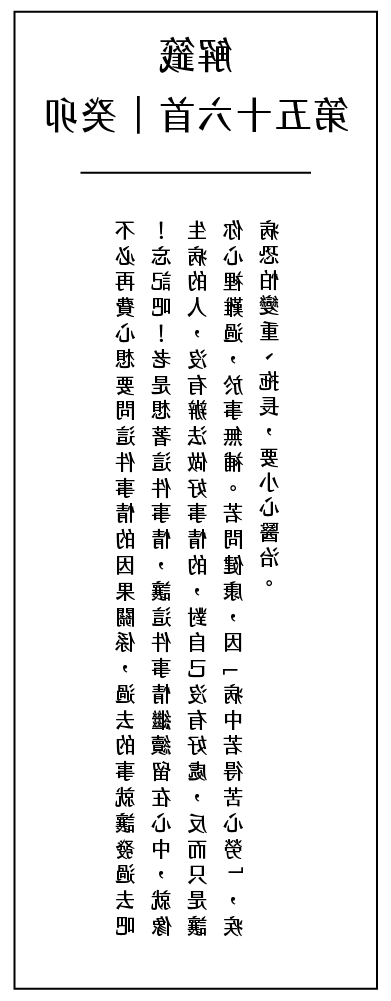 解籤
第五十六首｜癸卯
不必再費心想要問這件事情的因果關係，過去的事就讓發過去吧
！忘記吧！老是想著這件事情，讓這件事情繼續留在心中，就像
生病的人，沒有辦法做好事情的，對自己沒有好處，反而只是讓
你心裡難過，於事無補。若問健康，因「病中若得苦心勞」，疾
病恐怕變重、拖長，要小心醫治。